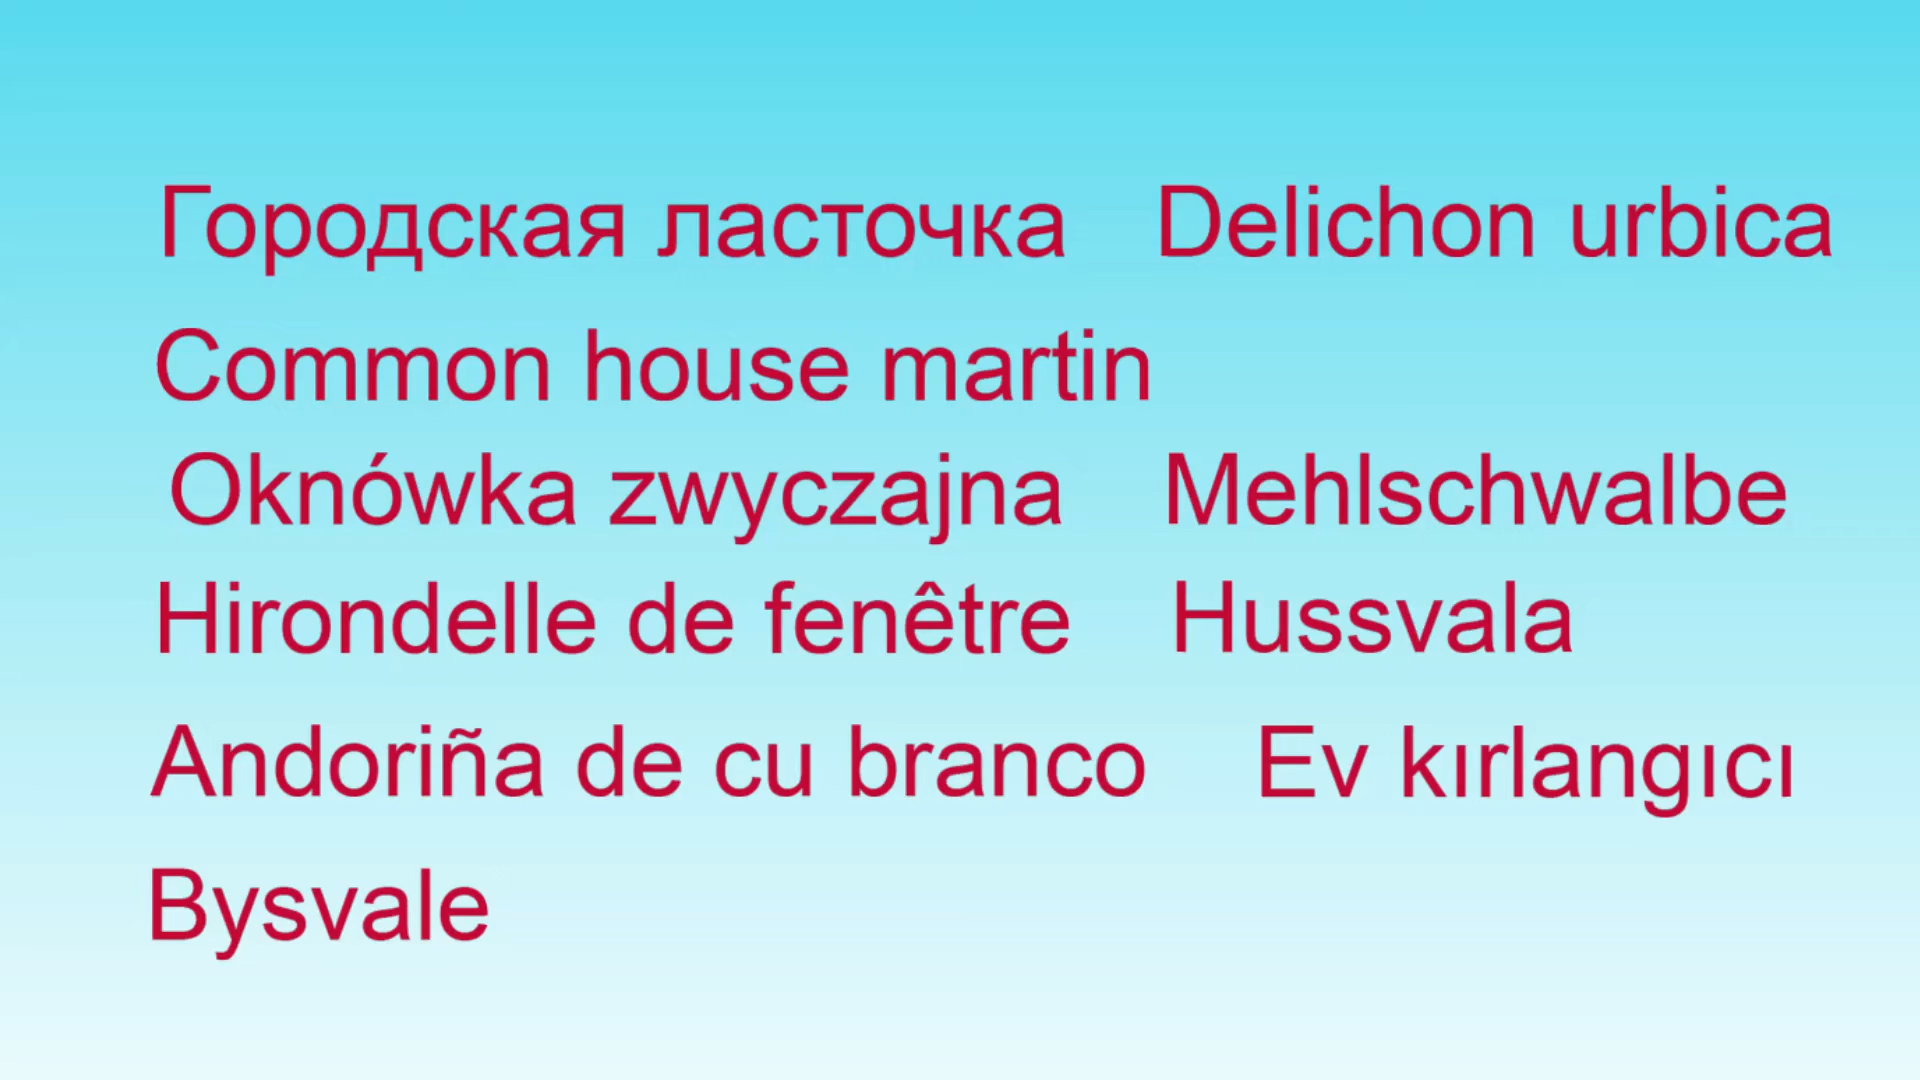 Городская ласточка Delichon urbica
Common house martin
Oknówka zwyczajna Mehlschwalbe
Hirondelle de fenêtre Hussvala
Andoriña de cu branco Ev kırlangıcı
Bysvale